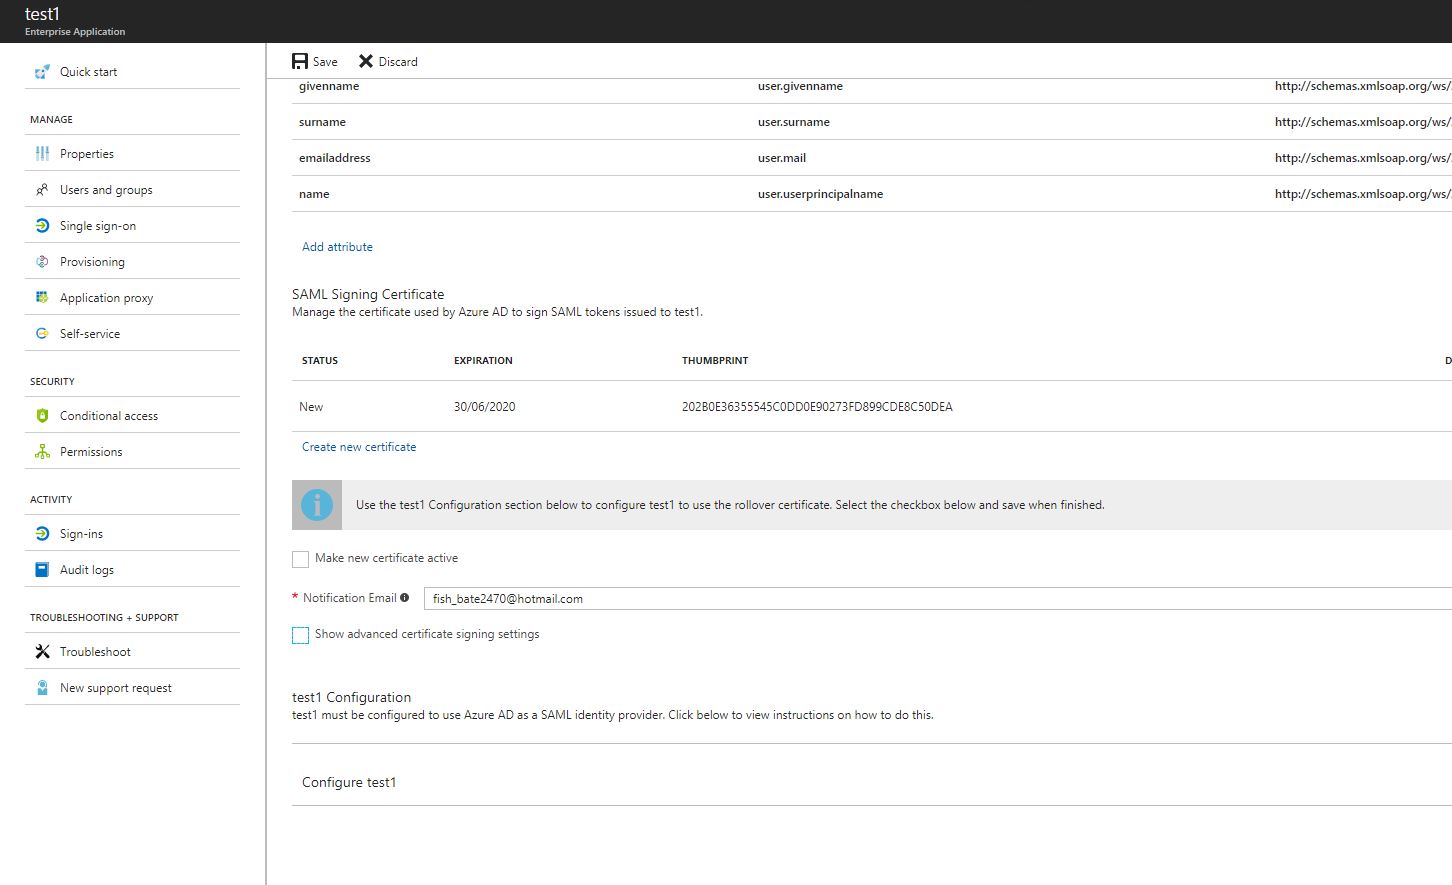 test1
Enterprise Application
Quick start
MANAGE
Properties
Users and groups
Single sign-on
Provisioning
Application proxy
Self-service
SECURITY
Conditional access
Permissions
ACTIVITY
Sign-ins
Audit logs
TROUBLESHOOTING + SUPPORT
Troubleshoot
New support request
Save Discard
givenname user.givenname http://schemas.xmlsoap.org/ws/
surname user.surname http://schemas.xmlsoap.org/ws/
emailaddress user.mail http://schemas.xmlsoap.org/ws/
name user.userprincipalname http://schemas.xmlsoap.org/ws/
Add attribute
SAML Signing Certificate
Manage the certificate used by Azure AD to sign SAML tokens issued to test1.
STATUS EXPIRATION THUMBPRINT D
New 30/06/2020 202B0E36355545C0DD0E90273FD899CDE8C50DEA
Create new certificate
Use the test1 Configuration section below to configure test1 to use the rollover certificate. Select the checkbox below and save when finished.
Make new certificate active
* Notification Email fish_bate2470@hotmail.com
Show advanced certificate signing settings
test1 Configuration
test1 must be configured to use Azure AD as a SAML identity provider. Click below to view instructions on how to do this.
Configure test1